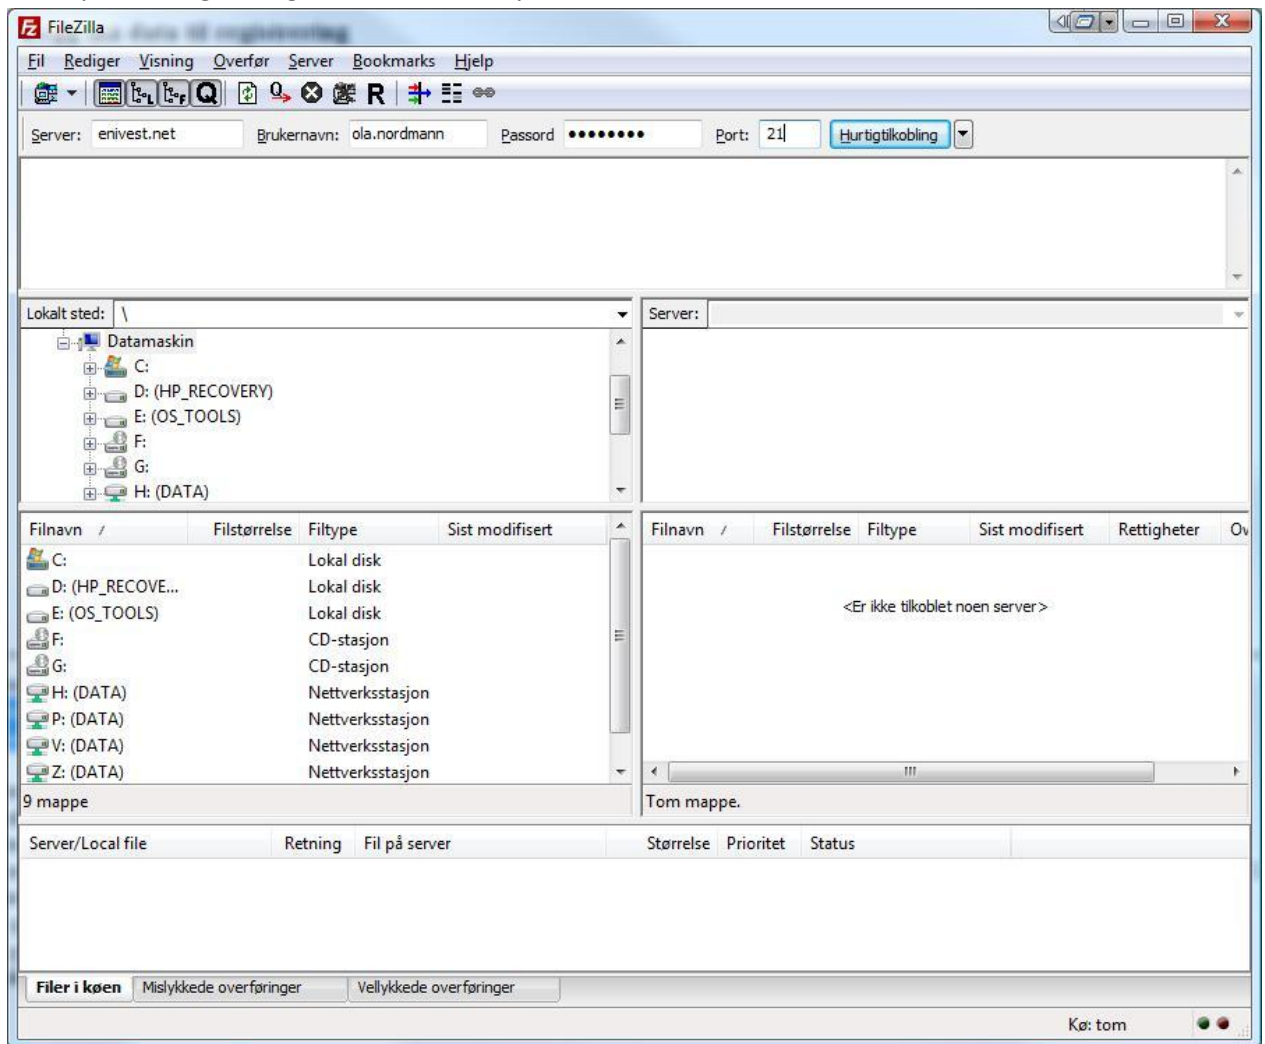 FileZilla
Fil Rediger Visning Overfør Server Bookmarks Hjelp
Server: enivest.net Brukernavn: ola.nordmann Passord •••••••• Port: 21 Hurtigtilkobling
Lokalt sted: \
Server:
Datamaskin
C:
D: (HP_RECOVERY)
E: (OS_TOOLS)
F:
G:
H: (DATA)
Filnavn Filstørrelse Filtype Sist modifisert
C: Lokal disk
D: (HP_RECOVE... Lokal disk
E: (OS_TOOLS) Lokal disk
F: CD-stasjon
G: CD-stasjon
H: (DATA) Nettverksstasjon
P: (DATA) Nettverksstasjon
V: (DATA) Nettverksstasjon
Z: (DATA) Nettverksstasjon
9 mappe
Filnavn Filstørrelse Filtype Sist modifisert Rettigheter Ov
<Er ikke tilkoblet noen server>
Tom mappe.
Server/Local file Retning Fil på server Størrelse Prioritet Status
Filer i køen Mislykkede overføringer Vellykkede overføringer
Kø: tom